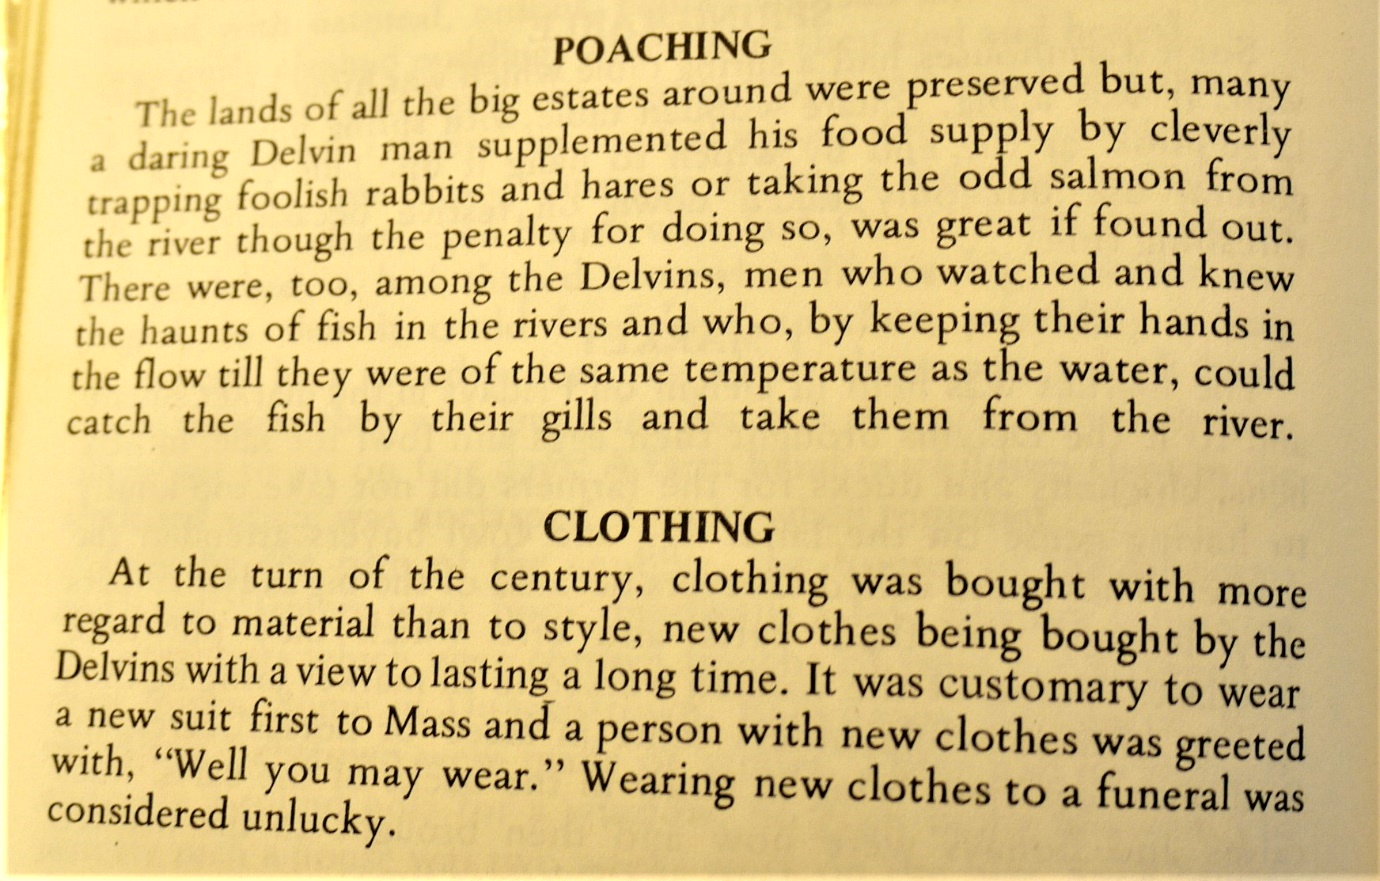 POACHING
The lands of all the big estates around were preserved but, many
a daring Delvin man supplemented his food supply by cleverly
trapping foolish rabbits and hares or taking the odd salmon from
the river though the penalty for doing so, was great if found out.
There were, too, among the Delvins, men who watched and knew
the haunts of fish in the rivers and who, by keeping their hands in
the flow till they were of the same temperature as the water, could
catch the fish by their gills and take them from the river.
CLOTHING
At the turn of the century, clothing was bought with more
regard to material than to style, new clothes being bought by the
Delvins with a view to lasting a long time. It was customary to wear
a new suit first to Mass and a person with new clothes was greeted
with, “Well you may wear.” Wearing new clothes to a funeral was
considered unlucky.